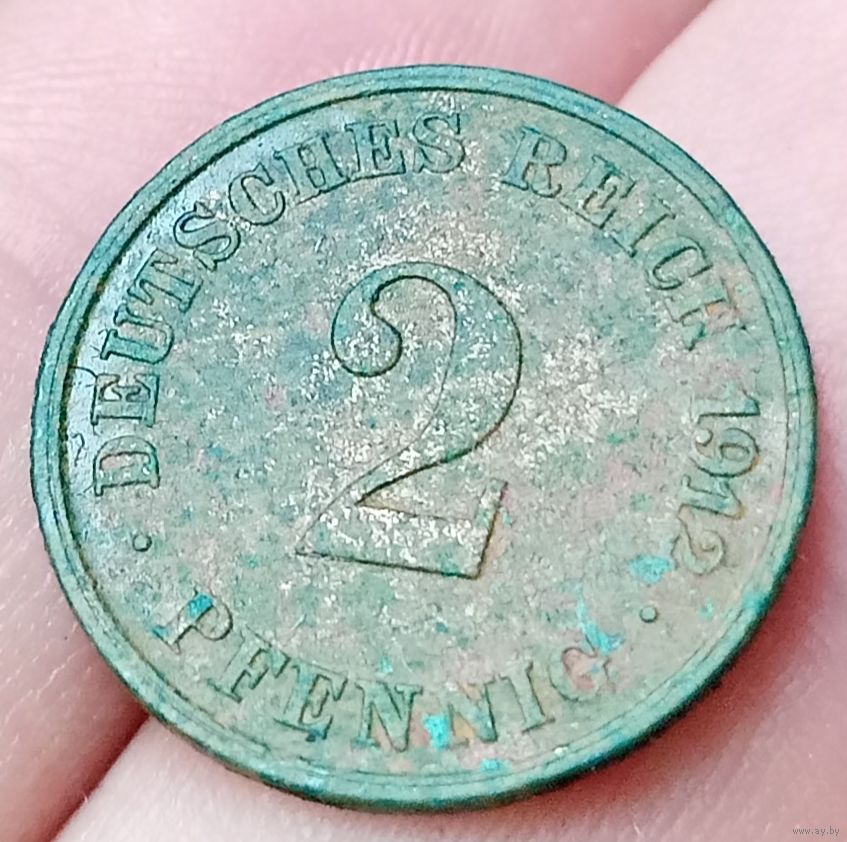 DEUTSCHES REICH 1912
2
· PFENNIG ·
www.ay.by